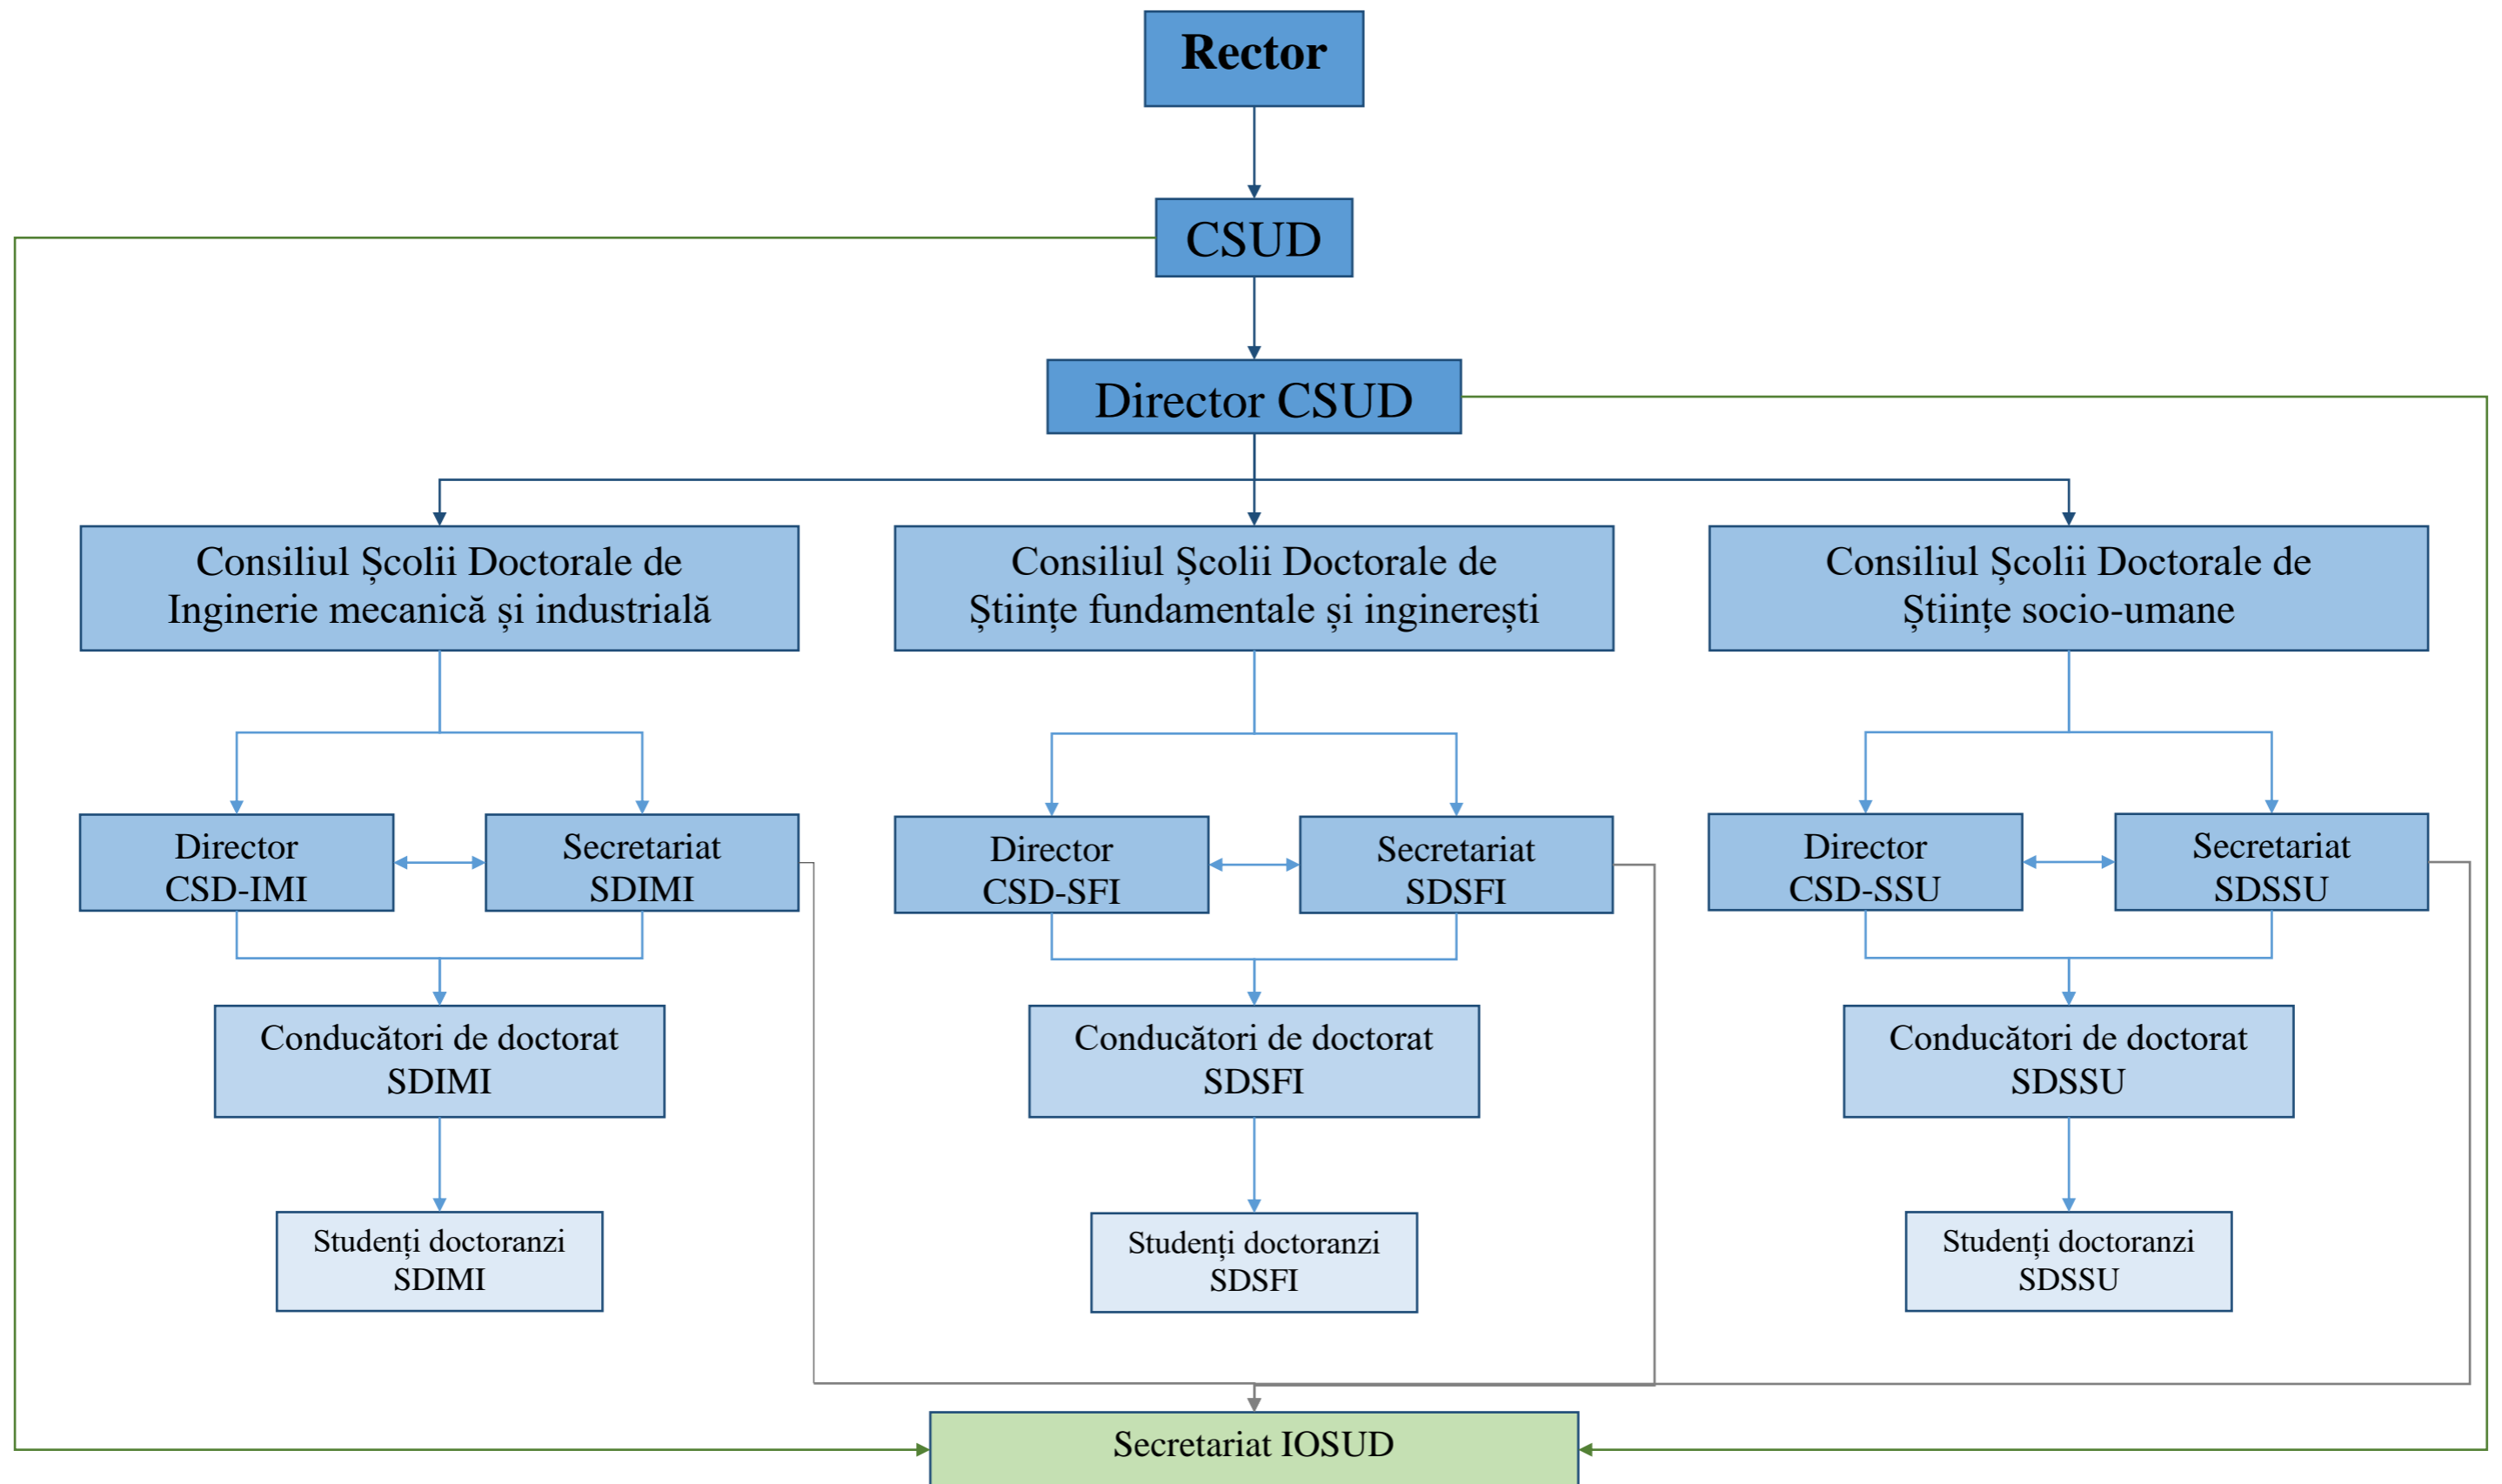 Rector
CSUD
Director CSUD
Consiliul Școlii Doctorale de
Inginerie mecanică și industrială
Consiliul Școlii Doctorale de
Științe fundamentale și inginerești
Consiliul Școlii Doctorale de
Științe socio-umane
Director
CSD-IMI
Secretariat
SDIMI
Director
CSD-SFI
Secretariat
SDSFI
Director
CSD-SSU
Secretariat
SDSSU
Conducători de doctorat
SDIMI
Conducători de doctorat
SDSFI
Conducători de doctorat
SDSSU
Studenți doctoranzi
SDIMI
Studenți doctoranzi
SDSFI
Studenți doctoranzi
SDSSU
Secretariat IOSUD